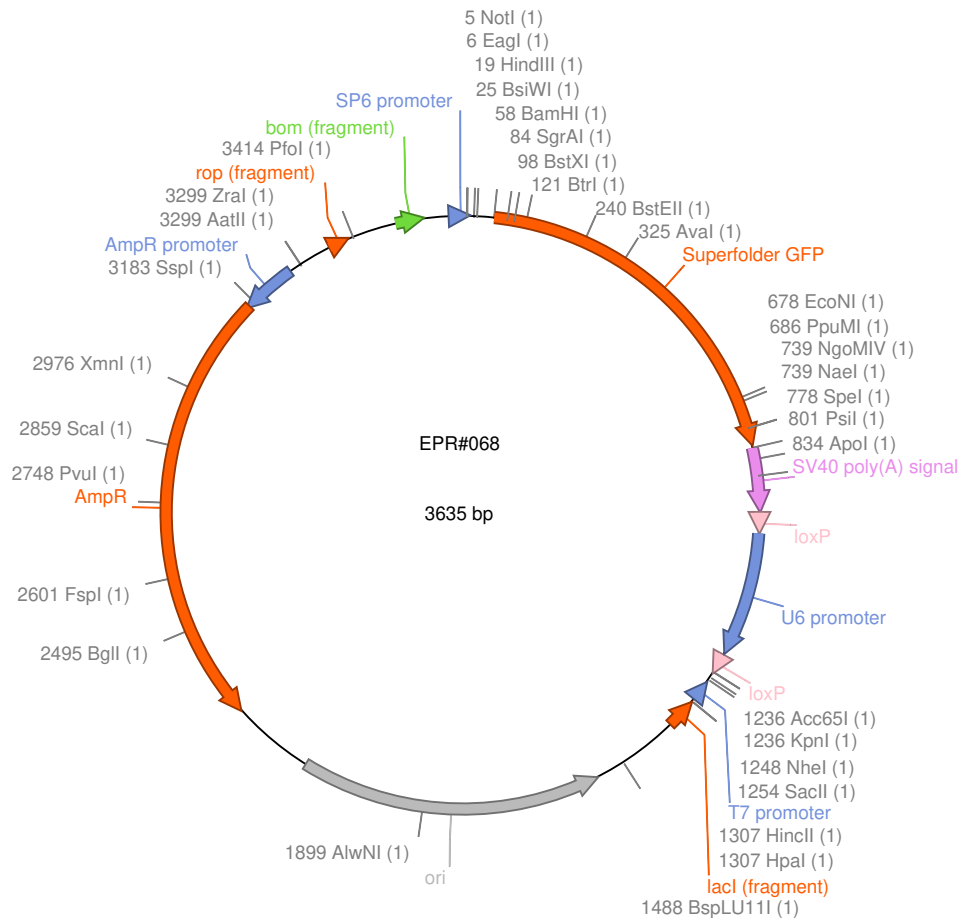 5 NotI (1)
6 EagI (1)
19 HindIII (1)
25 BsiWI (1)
SP6 promoter
58 BamHI (1)
bom (fragment)
84 SgrAI (1)
3414 PfoI (1)
98 BstXI (1)
rop (fragment)
121 BtrI (1)
3299 ZraI (1)
240 BstEII (1)
3299 AatII (1)
325 AvaI (1)
AmpR promoter
Superfolder GFP
3183 SspI (1)
678 EcoNI (1)
686 PpuMI (1)
739 NgoMIV (1)
2976 XmnI (1)
739 NaeI (1)
778 SpeI (1)
801 PsiI (1)
2859 ScaI (1)
EPR#068
834 ApoI (1)
SV40 poly(A) signal
2748 PvuI (1)
AmpR
3635 bp
loxP
2601 FspI (1)
U6 promoter
2495 BglI (1)
loxP
1236 Acc65I (1)
1236 KpnI (1)
1248 NheI (1)
1254 SacII (1)
T7 promoter
1307 HincII (1)
1899 AlwNI (1)
1307 HpaI (1)
ori
lacI (fragment)
1488 BspLU11I (1)